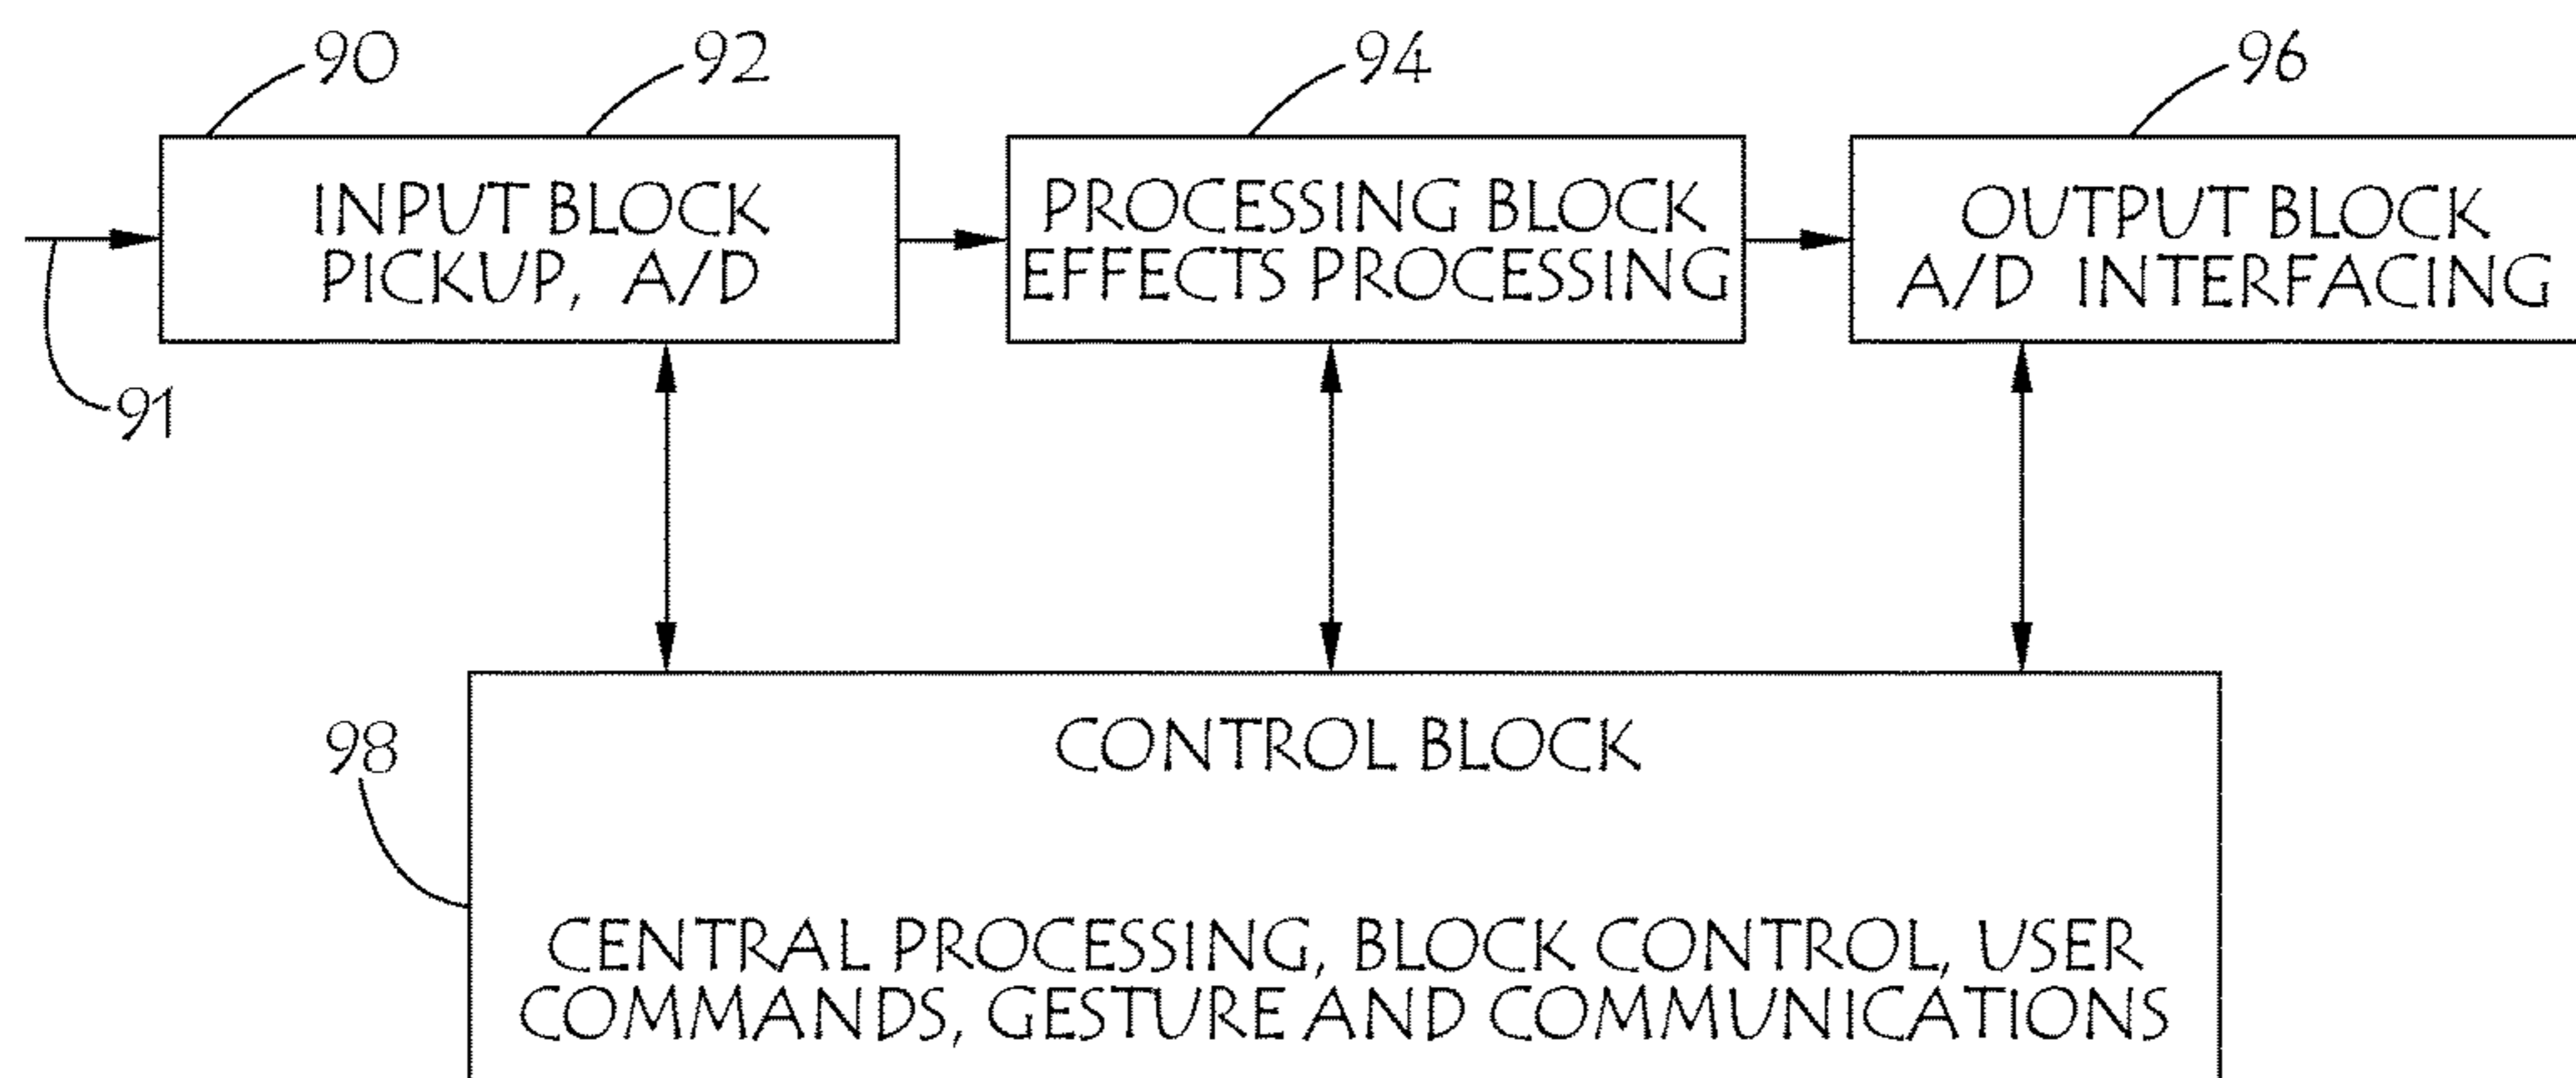 90
92
94
96
INPUT BLOCK
PICKUP, A/D
PROCESSING BLOCK
EFFECTS PROCESSING
OUTPUT BLOCK
A/D INTERFACING
91
98
CONTROL BLOCK
CENTRAL PROCESSING, BLOCK CONTROL, USER
COMMANDS, GESTURE AND COMMUNICATIONS